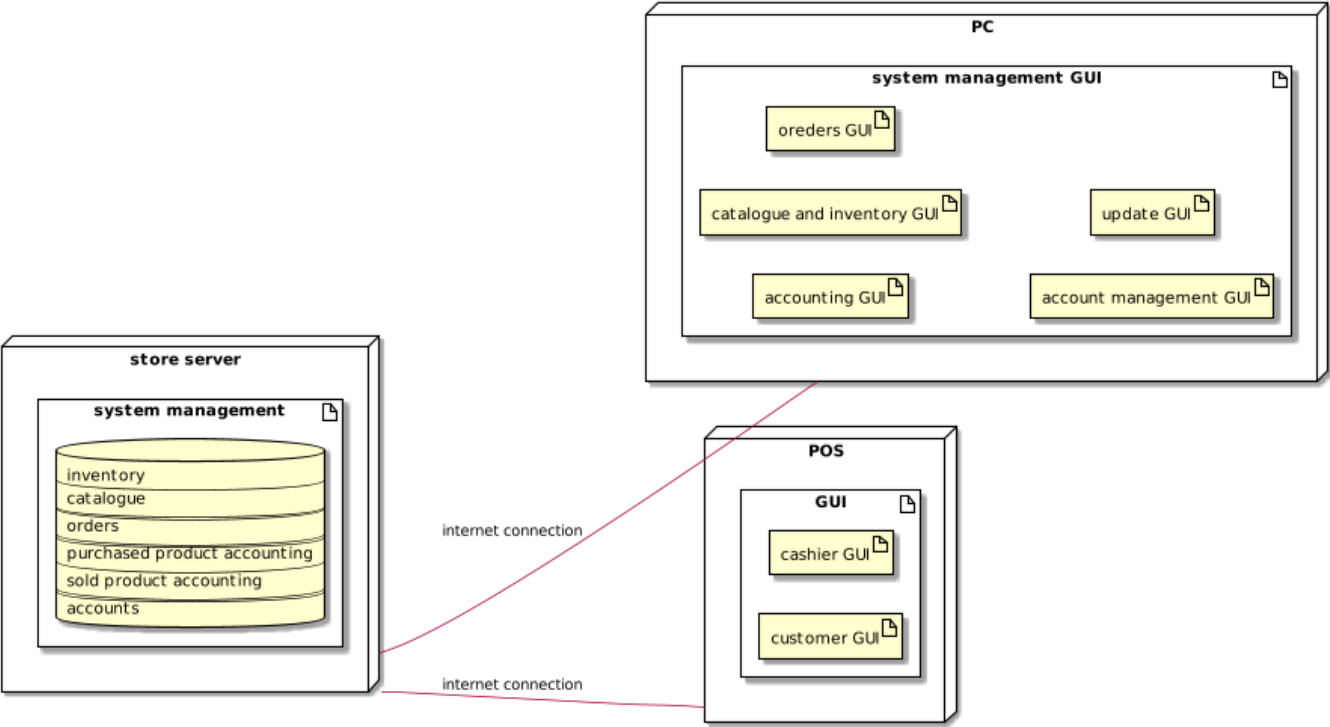 PC
system management GUI
oreders GUI
catalogue and inventory GUI
update GUI
accounting GUI
account management GUI
store server
system management
inventory
catalogue
orders
purchased product accounting
sold product accounting
accounts
internet connection
internet connection
POS
GUI
cashier GUI
customer GUI